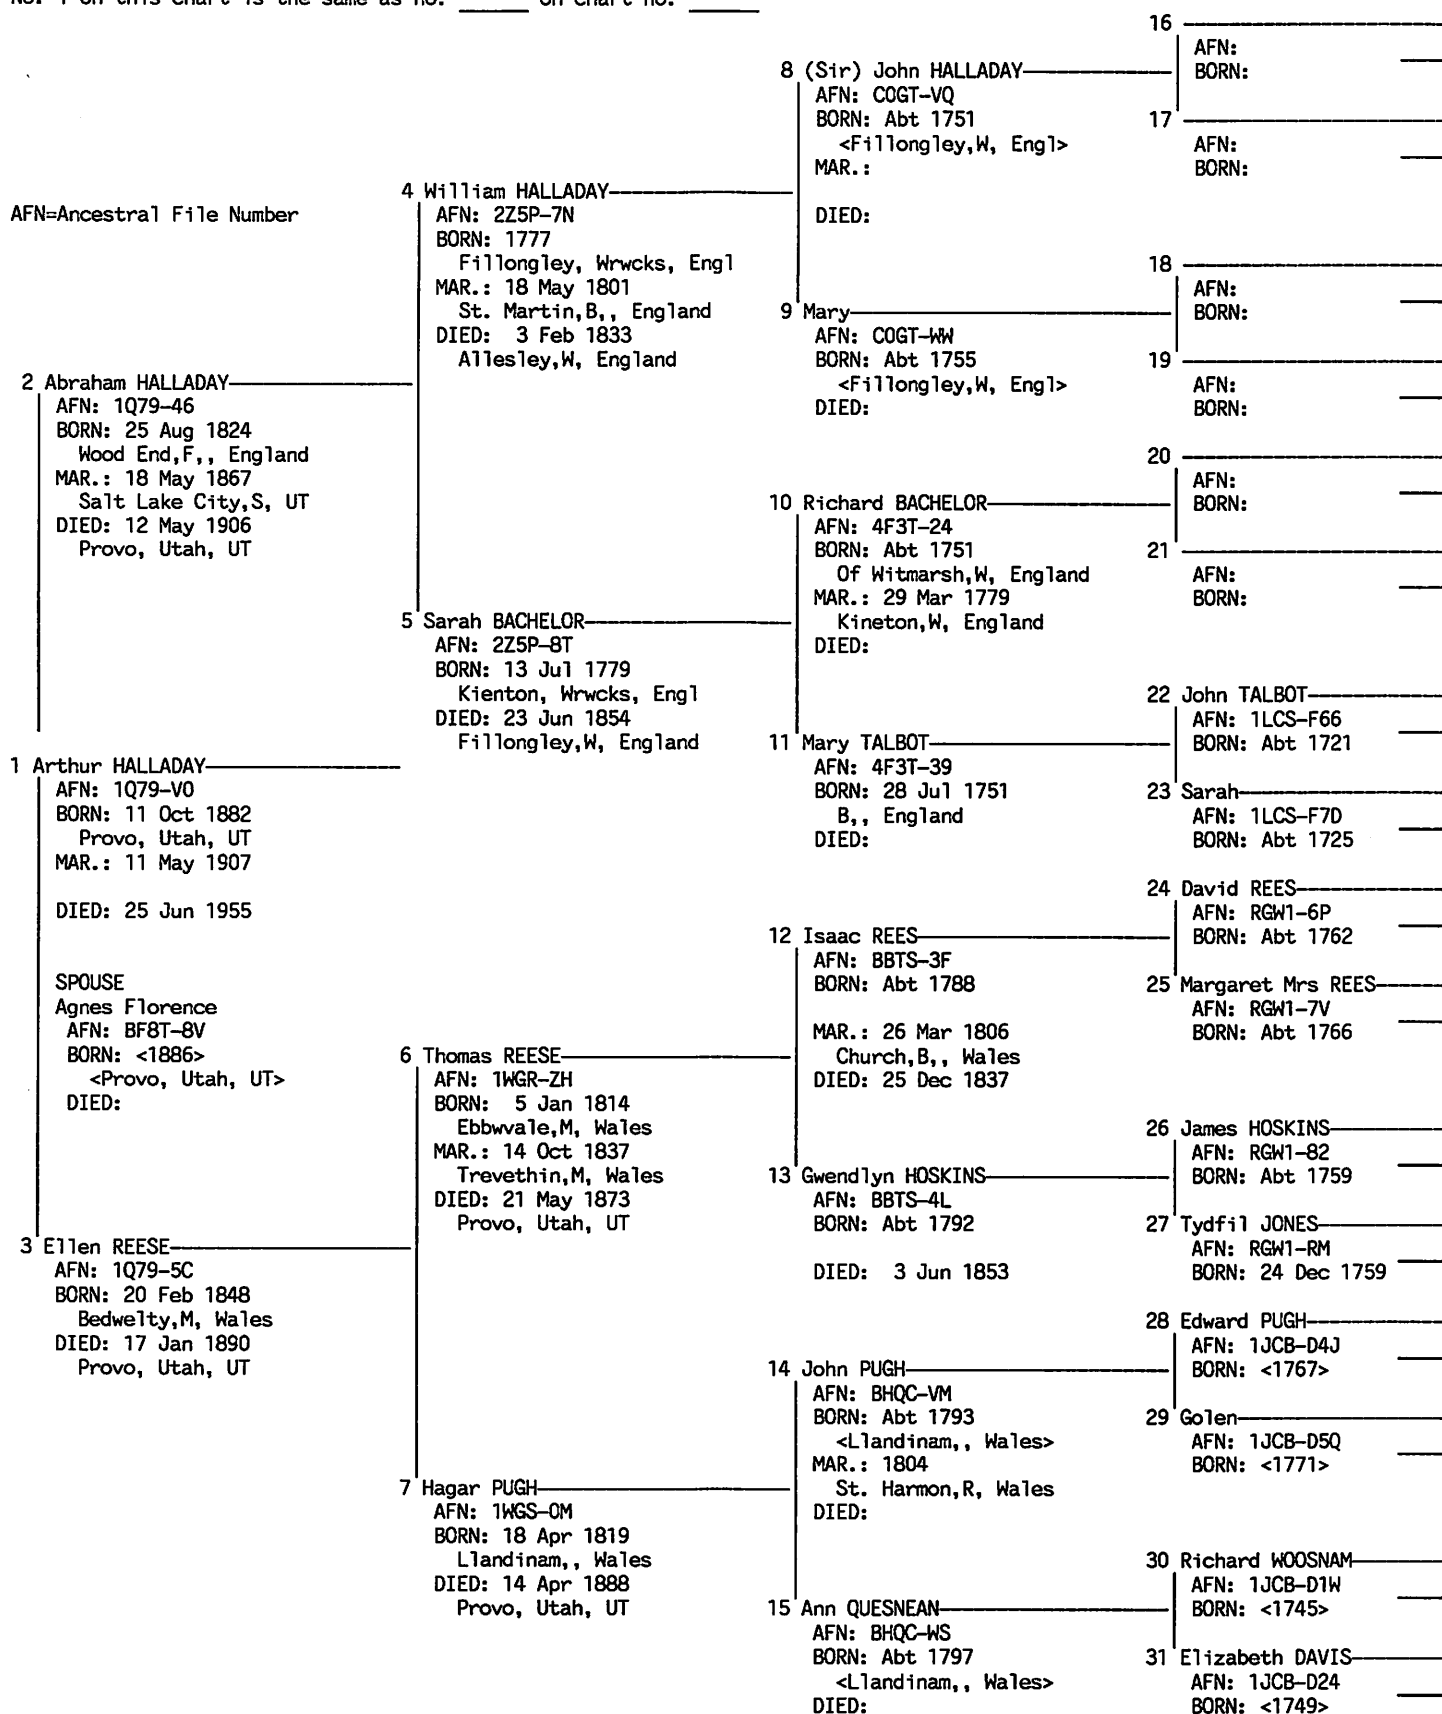 No. 1 on this chart is the same as no. ______ on chart no. ______
AFN=Ancestral File Number
1 Arthur HALLADAY
AFN: 1Q79-V0
BORN: 11 Oct 1882
Provo, Utah, UT
MAR.: 11 May 1907
DIED: 25 Jun 1955
SPOUSE
Agnes Florence
AFN: BF8T-8V
BORN: <1886>
<Provo, Utah, UT>
DIED:
2 Abraham HALLADAY
AFN: 1Q79-46
BORN: 25 Aug 1824
Wood End,F,, England
MAR.: 18 May 1867
Salt Lake City,S, UT
DIED: 12 May 1906
Provo, Utah, UT
3 Ellen REESE
AFN: 1Q79-5C
BORN: 20 Feb 1848
Bedwelty,M, Wales
DIED: 17 Jan 1890
Provo, Utah, UT
4 William HALLADAY
AFN: 2Z5P-7N
BORN: 1777
Fillongley, Wrwcks, Engl
MAR.: 18 May 1801
St. Martin,B,, England
DIED: 3 Feb 1833
Allesley,W, England
5 Sarah BACHELOR
AFN: 2Z5P-8T
BORN: 13 Jul 1779
Kienton, Wrwcks, Engl
DIED: 23 Jun 1854
Fillongley,W, England
6 Thomas REESE
AFN: 1WGR-ZH
BORN: 5 Jan 1814
Ebbwvale,M, Wales
MAR.: 14 Oct 1837
Trevethin,M, Wales
DIED: 21 May 1873
Provo, Utah, UT
7 Hagar PUGH
AFN: 1WGS-0M
BORN: 18 Apr 1819
Llandinam,, Wales
DIED: 14 Apr 1888
Provo, Utah, UT
8 (Sir) John HALLADAY
AFN: C0GT-VQ
BORN: Abt 1751
<Fillongley,W, Engl>
MAR.:
DIED:
9 Mary
AFN: C0GT-WW
BORN: Abt 1755
<Fillongley,W, Engl>
DIED:
10 Richard BACHELOR
AFN: 4F3T-24
BORN: Abt 1751
Of Witmarsh,W, England
MAR.: 29 Mar 1779
Kineton,W, England
DIED:
11 Mary TALBOT
AFN: 4F3T-39
BORN: 28 Jul 1751
B,, England
DIED:
12 Isaac REES
AFN: BBTS-3F
BORN: Abt 1788
MAR.: 26 Mar 1806
Church,B,, Wales
DIED: 25 Dec 1837
13 Gwendlyn HOSKINS
AFN: BBTS-4L
BORN: Abt 1792
DIED: 3 Jun 1853
14 John PUGH
AFN: BHQC-VM
BORN: Abt 1793
<Llandinam,, Wales>
MAR.: 1804
St. Harmon,R, Wales
DIED:
15 Ann QUESNEAN
AFN: BHQC-WS
BORN: Abt 1797
<Llandinam,, Wales>
DIED:
16
AFN:
BORN:
17
AFN:
BORN:
18
AFN:
BORN:
19
AFN:
BORN:
20
AFN:
BORN:
21
AFN:
BORN:
22 John TALBOT
AFN: 1LCS-F66
BORN: Abt 1721
23 Sarah
AFN: 1LCS-F7D
BORN: Abt 1725
24 David REES
AFN: RGW1-6P
BORN: Abt 1762
25 Margaret Mrs REES
AFN: RGW1-7V
BORN: Abt 1766
26 James HOSKINS
AFN: RGW1-82
BORN: Abt 1759
27 Tydfil JONES
AFN: RGW1-RM
BORN: 24 Dec 1759
28 Edward PUGH
AFN: 1JCB-D4J
BORN: <1767>
29 Golen
AFN: 1JCB-D5Q
BORN: <1771>
30 Richard WOOSNAM
AFN: 1JCB-D1W
BORN: <1745>
31 Elizabeth DAVIS
AFN: 1JCB-D24
BORN: <1749>